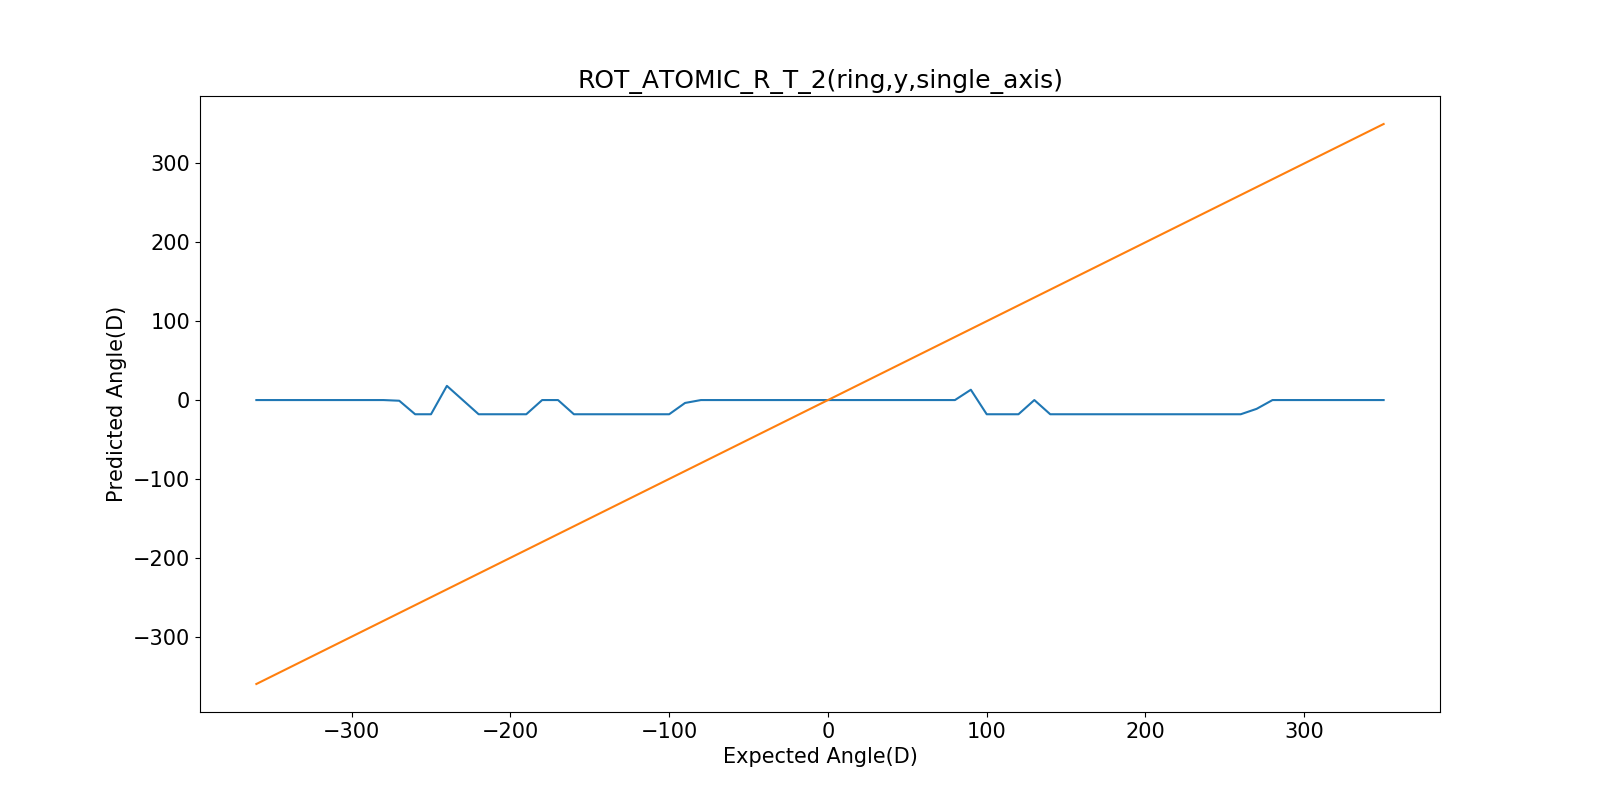 ROT_ATOMIC_R_T_2(ring,y,single_axis)
300
200
100
0
−100
−200
−300
Predicted Angle(D)
−300 −200 −100 0 100 200 300
Expected Angle(D)